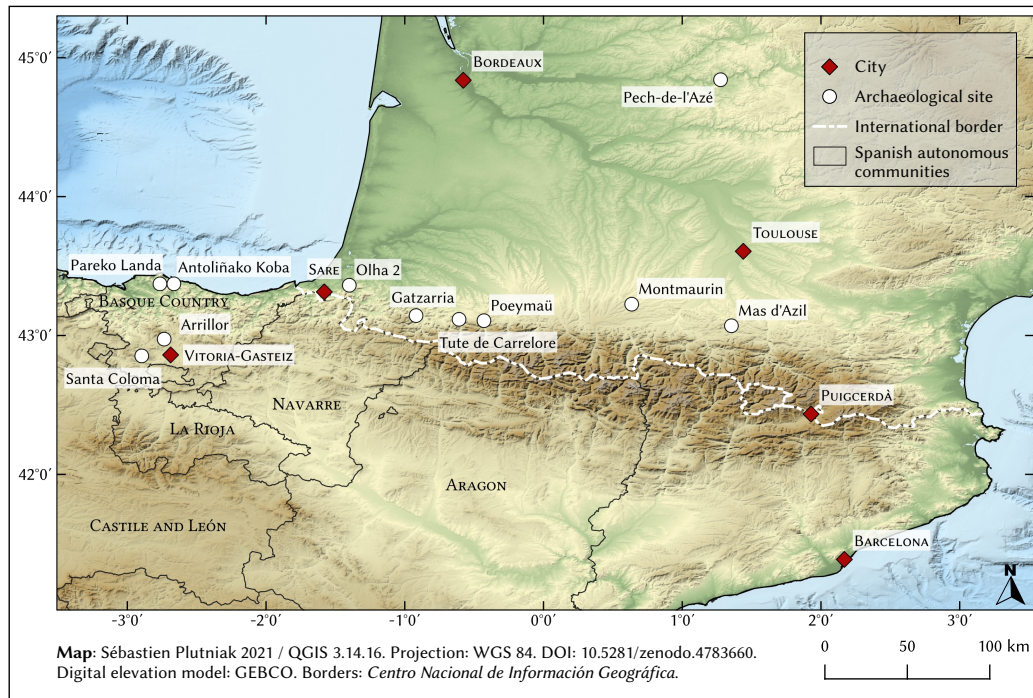 45°0′
44°0′
43°0′
42°0′
Bordeaux
Pech-de-l'Azé
City
Archaeological site
International border
Spanish autonomous
communities
Toulouse
Pareko Landa
Antoliñako Koba
Sare
Olha 2
Basque Country
Gatzarria
Poeymaü
Montmaurin
Mas d'Azil
Arrillor
Vitoria-Gasteiz
Tute de Carrelore
Santa Coloma
Navarre
Puigcerdà
La Rioja
Aragon
Castile and León
Barcelona
N
-3°0′ -2°0′ -1°0′ 0°0′ 1°0′ 2°0′ 3°0′
Map: Sébastien Plutniak 2021 / QGIS 3.14.16. Projection: WGS 84. DOI: 10.5281/zenodo.4783660.
Digital elevation model: GEBCO. Borders: Centro Nacional de Información Geográfica.
0 50 100 km